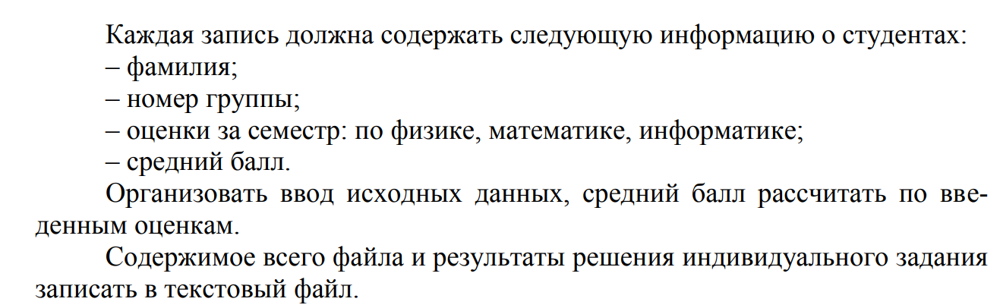 Каждая запись должна содержать следующую информацию о студентах:
– фамилия;
– номер группы;
– оценки за семестр: по физике, математике, информатике;
– средний балл.
Организовать ввод исходных данных, средний балл рассчитать по вве-
денным оценкам.
Содержимое всего файла и результаты решения индивидуального задания
записать в текстовый файл.